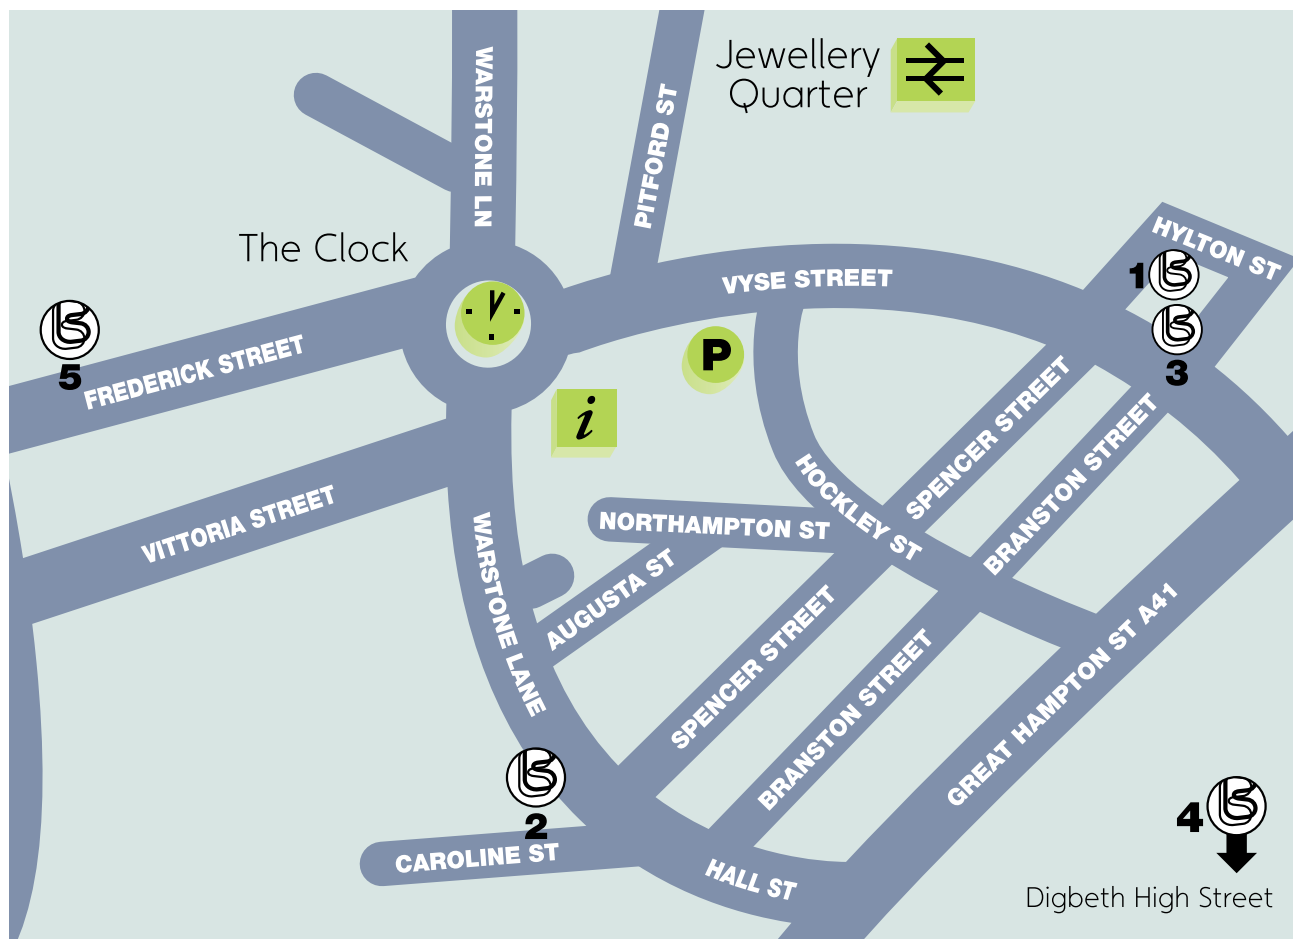 Jewellery
Quarter
WARSTONE LN
PITFORD ST
HYLTON ST
The Clock
VYSE STREET
1
3
5
FREDERICK STREET
P
i
SPENCER STREET
BRANSTON STREET
HOCKLEY ST
VITTORIA STREET
NORTHAMPTON ST
WARSTONE LANE
AUGUSTA ST
SPENCER STREET
BRANSTON STREET
GREAT HAMPTON ST A41
2
4
CAROLINE ST
HALL ST
Digbeth High Street